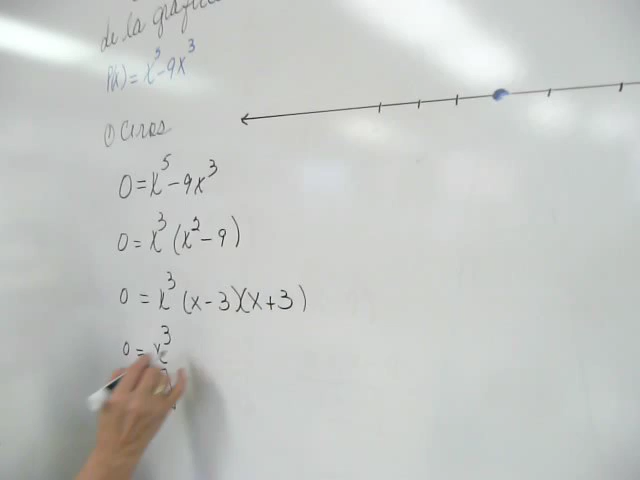 de la gráfica
P(x) = x⁵ - 9x³
① Ceros
0 = x⁵ - 9x³
0 = x³ (x² - 9)
0 = x³ (x - 3)(x + 3)
0 = x³